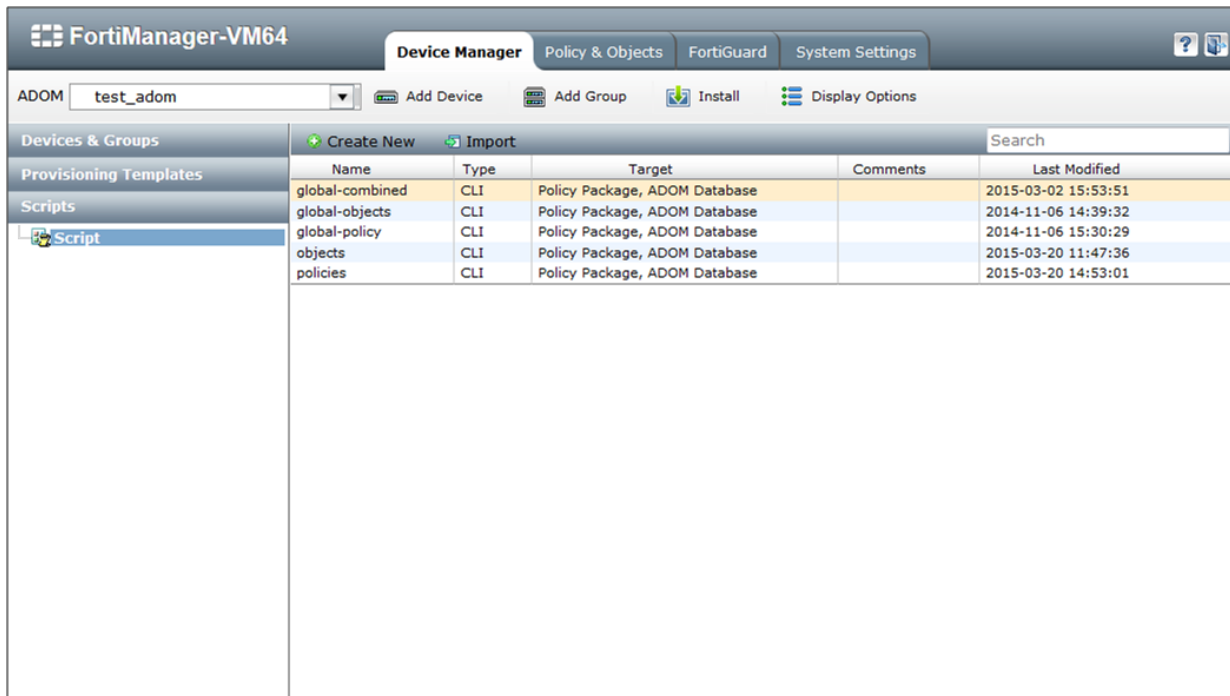 FortiManager-VM64
Device Manager Policy & Objects FortiGuard System Settings
?
ADOM test_adom Add Device Add Group Install Display Options
Devices & Groups
Provisioning Templates
Scripts
Script
Create New Import Search
Name Type Target Comments Last Modified
global-combined CLI Policy Package, ADOM Database 2015-03-02 15:53:51
global-objects CLI Policy Package, ADOM Database 2014-11-06 14:39:32
global-policy CLI Policy Package, ADOM Database 2014-11-06 15:30:29
objects CLI Policy Package, ADOM Database 2015-03-20 11:47:36
policies CLI Policy Package, ADOM Database 2015-03-20 14:53:01